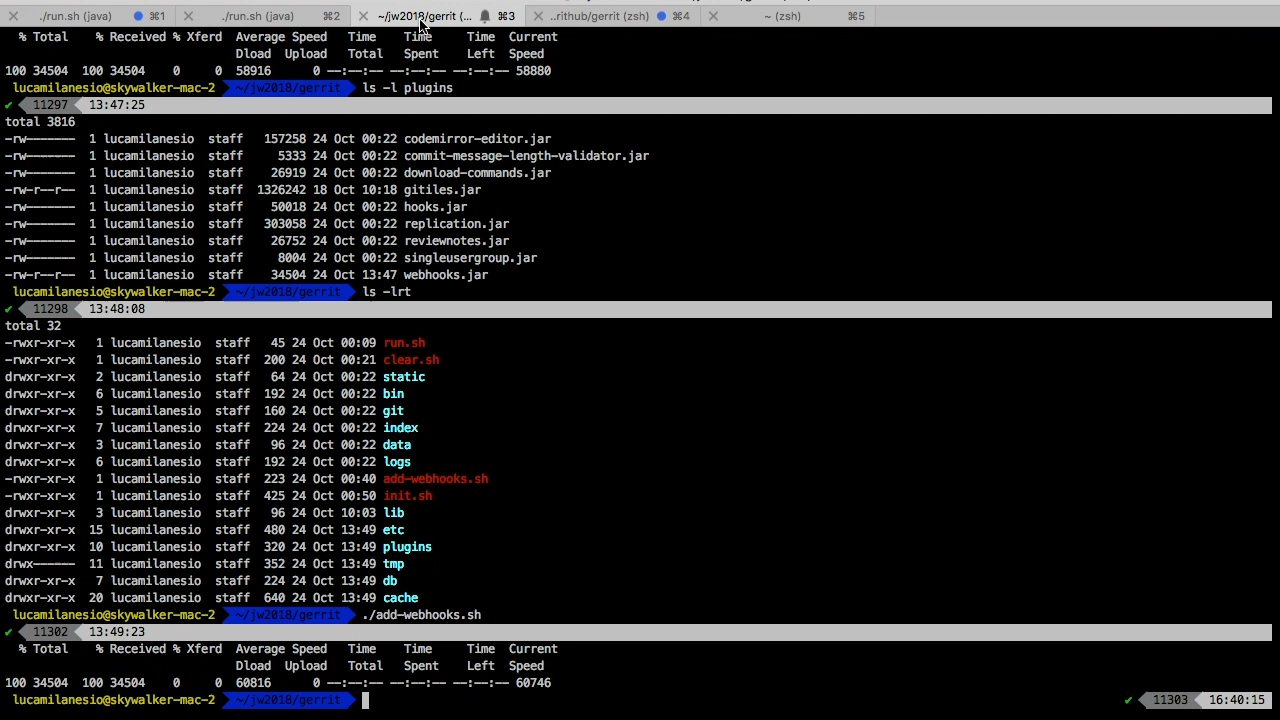 ./run.sh (java) ⌘1 ./run.sh (java) ⌘2 ~/jw2018/gerrit (... ⌘3 ..rithub/gerrit (zsh) ⌘4 ~ (zsh) ⌘5
% Total % Received % Xferd Average Speed Time Time Time Current
Dload Upload Total Spent Left Speed
100 34504 100 34504 0 0 58916 0 --:--:-- --:--:-- --:--:-- 58880
lucamilanesio@skywalker-mac-2 ~/jw2018/gerrit ls -l plugins
✔ 11297 13:47:25
total 3816
-rw------- 1 lucamilanesio staff 157258 24 Oct 00:22 codemirror-editor.jar
-rw------- 1 lucamilanesio staff 5333 24 Oct 00:22 commit-message-length-validator.jar
-rw------- 1 lucamilanesio staff 26919 24 Oct 00:22 download-commands.jar
-rw-r--r-- 1 lucamilanesio staff 1326242 18 Oct 10:18 gitiles.jar
-rw------- 1 lucamilanesio staff 50018 24 Oct 00:22 hooks.jar
-rw------- 1 lucamilanesio staff 303058 24 Oct 00:22 replication.jar
-rw------- 1 lucamilanesio staff 26752 24 Oct 00:22 reviewnotes.jar
-rw------- 1 lucamilanesio staff 8004 24 Oct 00:22 singleusergroup.jar
-rw-r--r-- 1 lucamilanesio staff 34504 24 Oct 13:47 webhooks.jar
lucamilanesio@skywalker-mac-2 ~/jw2018/gerrit ls -lrt
✔ 11298 13:48:08
total 32
-rwxr-xr-x 1 lucamilanesio staff 45 24 Oct 00:09 run.sh
-rwxr-xr-x 1 lucamilanesio staff 200 24 Oct 00:21 clear.sh
drwxr-xr-x 2 lucamilanesio staff 64 24 Oct 00:22 static
drwxr-xr-x 6 lucamilanesio staff 192 24 Oct 00:22 bin
drwxr-xr-x 5 lucamilanesio staff 160 24 Oct 00:22 git
drwxr-xr-x 7 lucamilanesio staff 224 24 Oct 00:22 index
drwxr-xr-x 3 lucamilanesio staff 96 24 Oct 00:22 data
drwxr-xr-x 6 lucamilanesio staff 192 24 Oct 00:22 logs
-rwxr-xr-x 1 lucamilanesio staff 223 24 Oct 00:40 add-webhooks.sh
-rwxr-xr-x 1 lucamilanesio staff 425 24 Oct 00:50 init.sh
drwxr-xr-x 3 lucamilanesio staff 96 24 Oct 10:03 lib
drwxr-xr-x 15 lucamilanesio staff 480 24 Oct 13:49 etc
drwxr-xr-x 10 lucamilanesio staff 320 24 Oct 13:49 plugins
drwx------ 11 lucamilanesio staff 352 24 Oct 13:49 tmp
drwxr-xr-x 7 lucamilanesio staff 224 24 Oct 13:49 db
drwxr-xr-x 20 lucamilanesio staff 640 24 Oct 13:49 cache
lucamilanesio@skywalker-mac-2 ~/jw2018/gerrit ./add-webhooks.sh
✔ 11302 13:49:23
% Total % Received % Xferd Average Speed Time Time Time Current
Dload Upload Total Spent Left Speed
100 34504 100 34504 0 0 60816 0 --:--:-- --:--:-- --:--:-- 60746
lucamilanesio@skywalker-mac-2 ~/jw2018/gerrit ✔ 11303 16:40:15